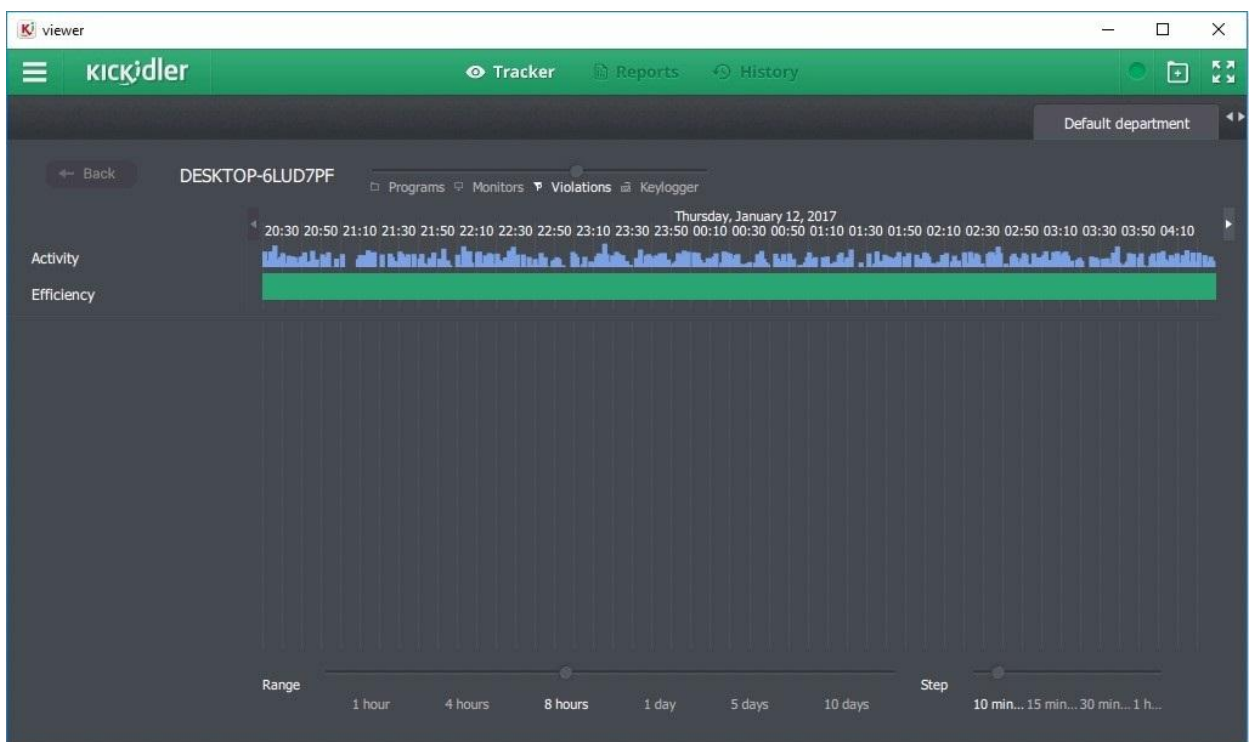 viewer
KICKidler Tracker Reports History
Default department
Back DESKTOP-6LUD7PF
Programs Monitors Violations Keylogger
Thursday, January 12, 2017
20:30 20:50 21:10 21:30 21:50 22:10 22:30 22:50 23:10 23:30 23:50 00:10 00:30 00:50 01:10 01:30 01:50 02:10 02:30 02:50 03:10 03:30 03:50 04:10
Activity
Efficiency
Range
1 hour 4 hours 8 hours 1 day 5 days 10 days
Step
10 min... 15 min... 30 min... 1 h...